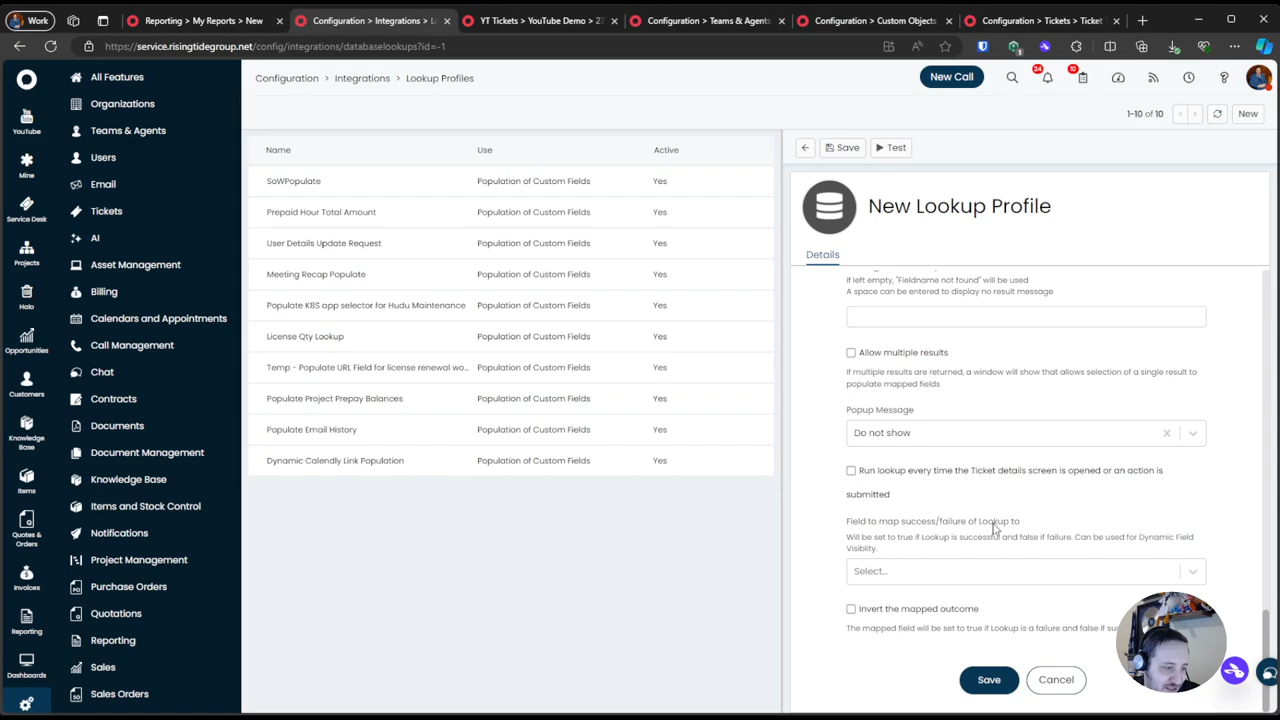 Work
Reporting > My Reports > New
Configuration > Integrations > Lo
YT Tickets > YouTube Demo > 27
Configuration > Teams & Agents
Configuration > Custom Objects
Configuration > Tickets > Ticket T
https://service.risingtidegroup.net/config/integrations/databaselookups?id=-1
YouTube
Mine
Service Desk
Projects
Halo
Opportunities
Customers
Knowledge Base
Items
Quotes & Orders
Invoices
Reporting
Dashboards
All Features
Organizations
Teams & Agents
Users
Email
Tickets
AI
Asset Management
Billing
Calendars and Appointments
Call Management
Chat
Contracts
Documents
Document Management
Knowledge Base
Items and Stock Control
Notifications
Project Management
Purchase Orders
Quotations
Reporting
Sales
Sales Orders
Configuration > Integrations > Lookup Profiles
New Call
24
10
1-10 of 10
New
Name Use Active
SoWPopulate Population of Custom Fields Yes
Prepaid Hour Total Amount Population of Custom Fields Yes
User Details Update Request Population of Custom Fields Yes
Meeting Recap Populate Population of Custom Fields Yes
Populate K8S app selector for Hudu Maintenance Population of Custom Fields Yes
License Qty Lookup Population of Custom Fields Yes
Temp - Populate URL Field for license renewal wo... Population of Custom Fields Yes
Populate Project Prepay Balances Population of Custom Fields Yes
Populate Email History Population of Custom Fields Yes
Dynamic Calendly Link Population Population of Custom Fields Yes
Save
Test
New Lookup Profile
Details
If left empty, "Fieldname not found" will be used
A space can be entered to display no result message
Allow multiple results
If multiple results are returned, a window will show that allows selection of a single result to
populate mapped fields
Popup Message
Do not show
Run lookup every time the Ticket details screen is opened or an action is
submitted
Field to map success/failure of Lookup to
Will be set to true if Lookup is successful and false if failure. Can be used for Dynamic Field
Visiblity.
Select...
Invert the mapped outcome
The mapped field will be set to true if Lookup is a failure and false if su
Save
Cancel